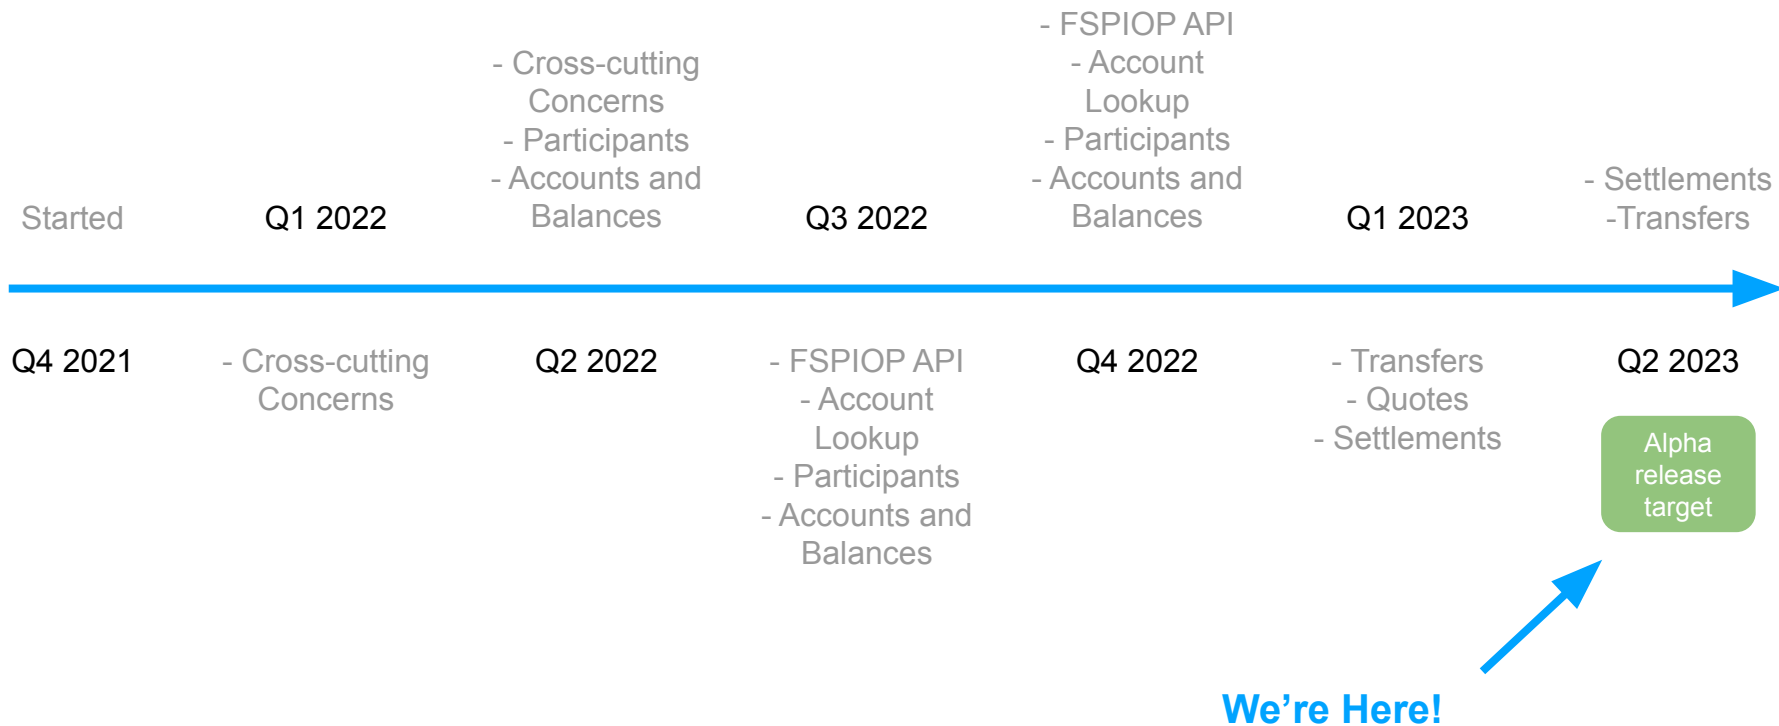 Started
Q4 2021
Q1 2022
- Cross-cutting
Concerns
- Cross-cutting
Concerns
- Participants
- Accounts and
Balances
Q2 2022
Q3 2022
- FSPIOP API
- Account
Lookup
- Participants
- Accounts and
Balances
- FSPIOP API
- Account
Lookup
- Participants
- Accounts and
Balances
Q4 2022
Q1 2023
- Transfers
- Quotes
- Settlements
- Settlements
-Transfers
Q2 2023
Alpha
release
target
We’re Here!